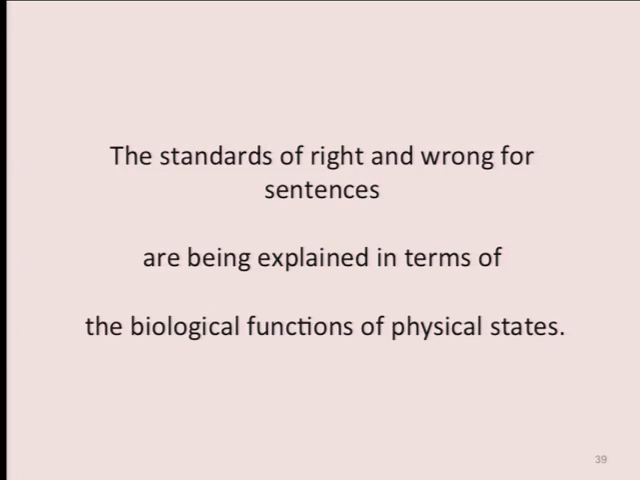 The standards of right and wrong for
sentences
are being explained in terms of
the biological functions of physical states.
39